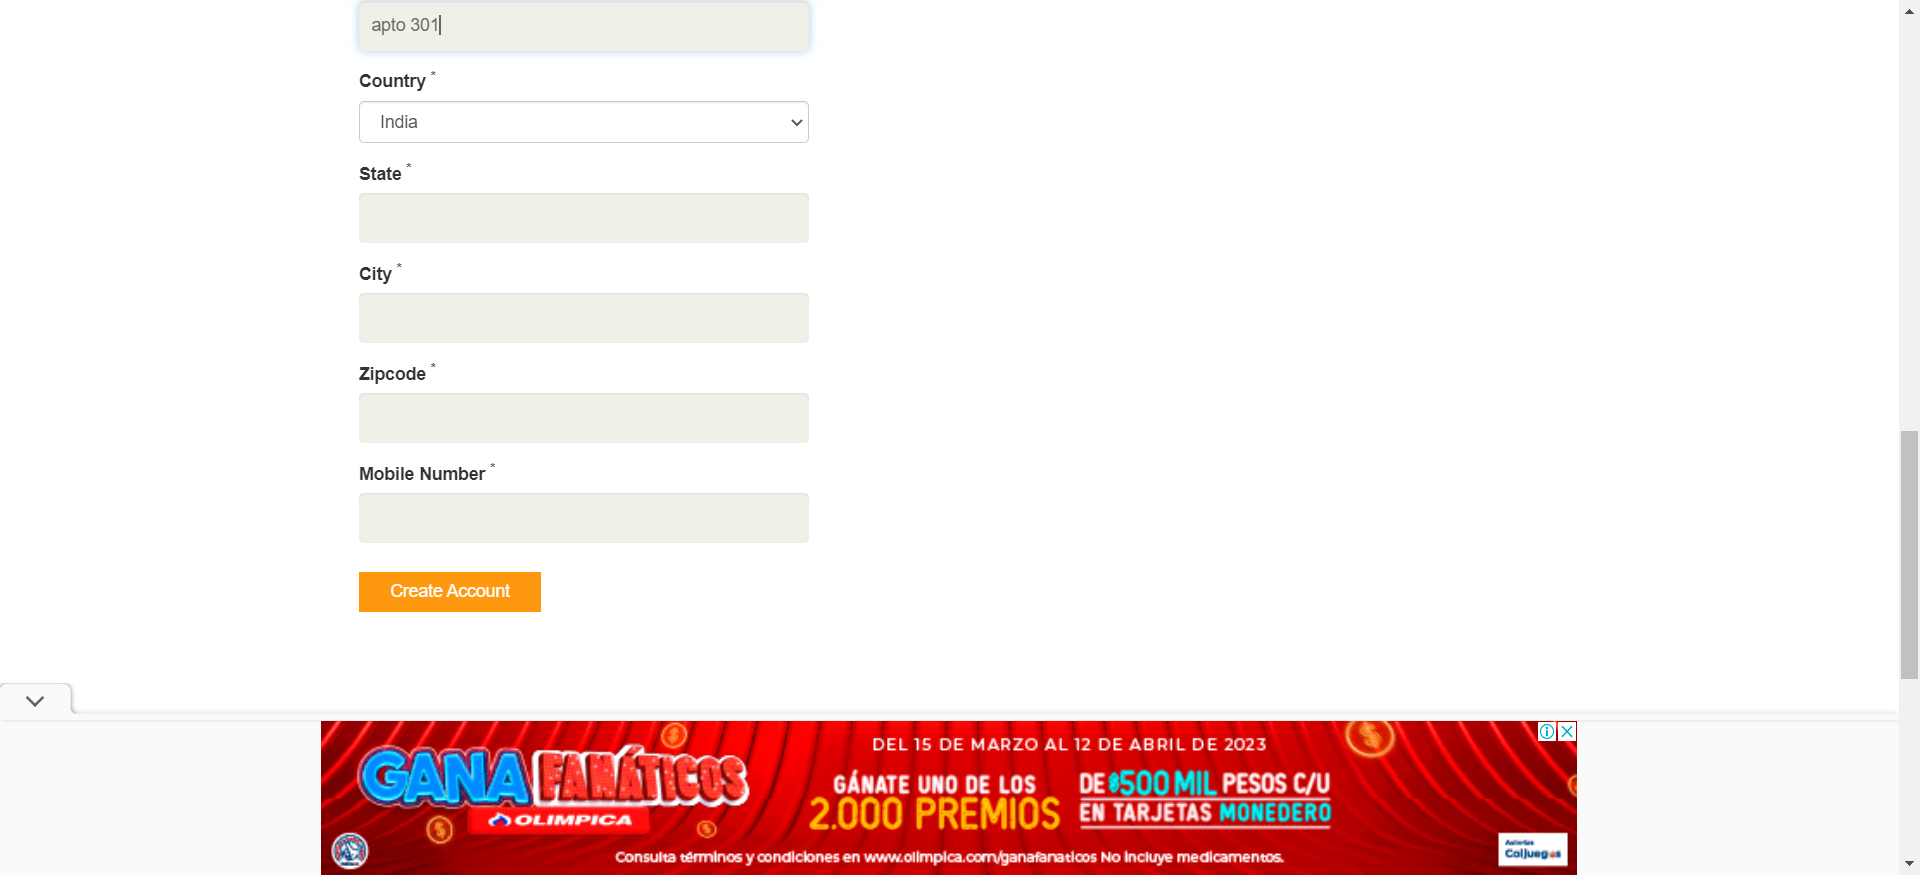 apto 301
Country *
India
State *
City *
Zipcode *
Mobile Number *
Create Account
DEL 15 DE MARZO AL 12 DE ABRIL DE 2023
GANA FANÁTICOS
OLIMPICA
GÁNATE UNO DE LOS
2.000 PREMIOS
DE $500 MIL PESOS C/U
EN TARJETAS MONEDERO
Consulta términos y condiciones en www.olimpica.com/ganafanaticos No incluye medicamentos.
Autoriza
Coljuegos